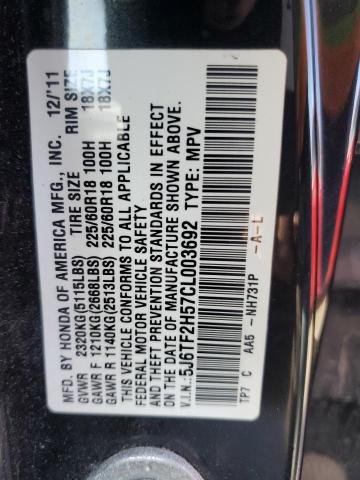 MFD. BY HONDA OF AMERICA MFG., INC. 12/'11
GVWR 2320KG(5115LBS) TIRE SIZE RIM SIZE
GAWR F 1210KG(2668LBS) 225/60R18 100H 18X7J
GAWR R 1140KG(2513LBS) 225/60R18 100H 18X7J
THIS VEHICLE CONFORMS TO ALL APPLICABLE
FEDERAL MOTOR VEHICLE SAFETY, BUMPER,
AND THEFT PREVENTION STANDARDS IN EFFECT
ON THE DATE OF MANUFACTURE SHOWN ABOVE.
V.I.N.: 5J6TF2H57CL003692 TYPE: MPV
TP7 C AA5- NH731P -A-L